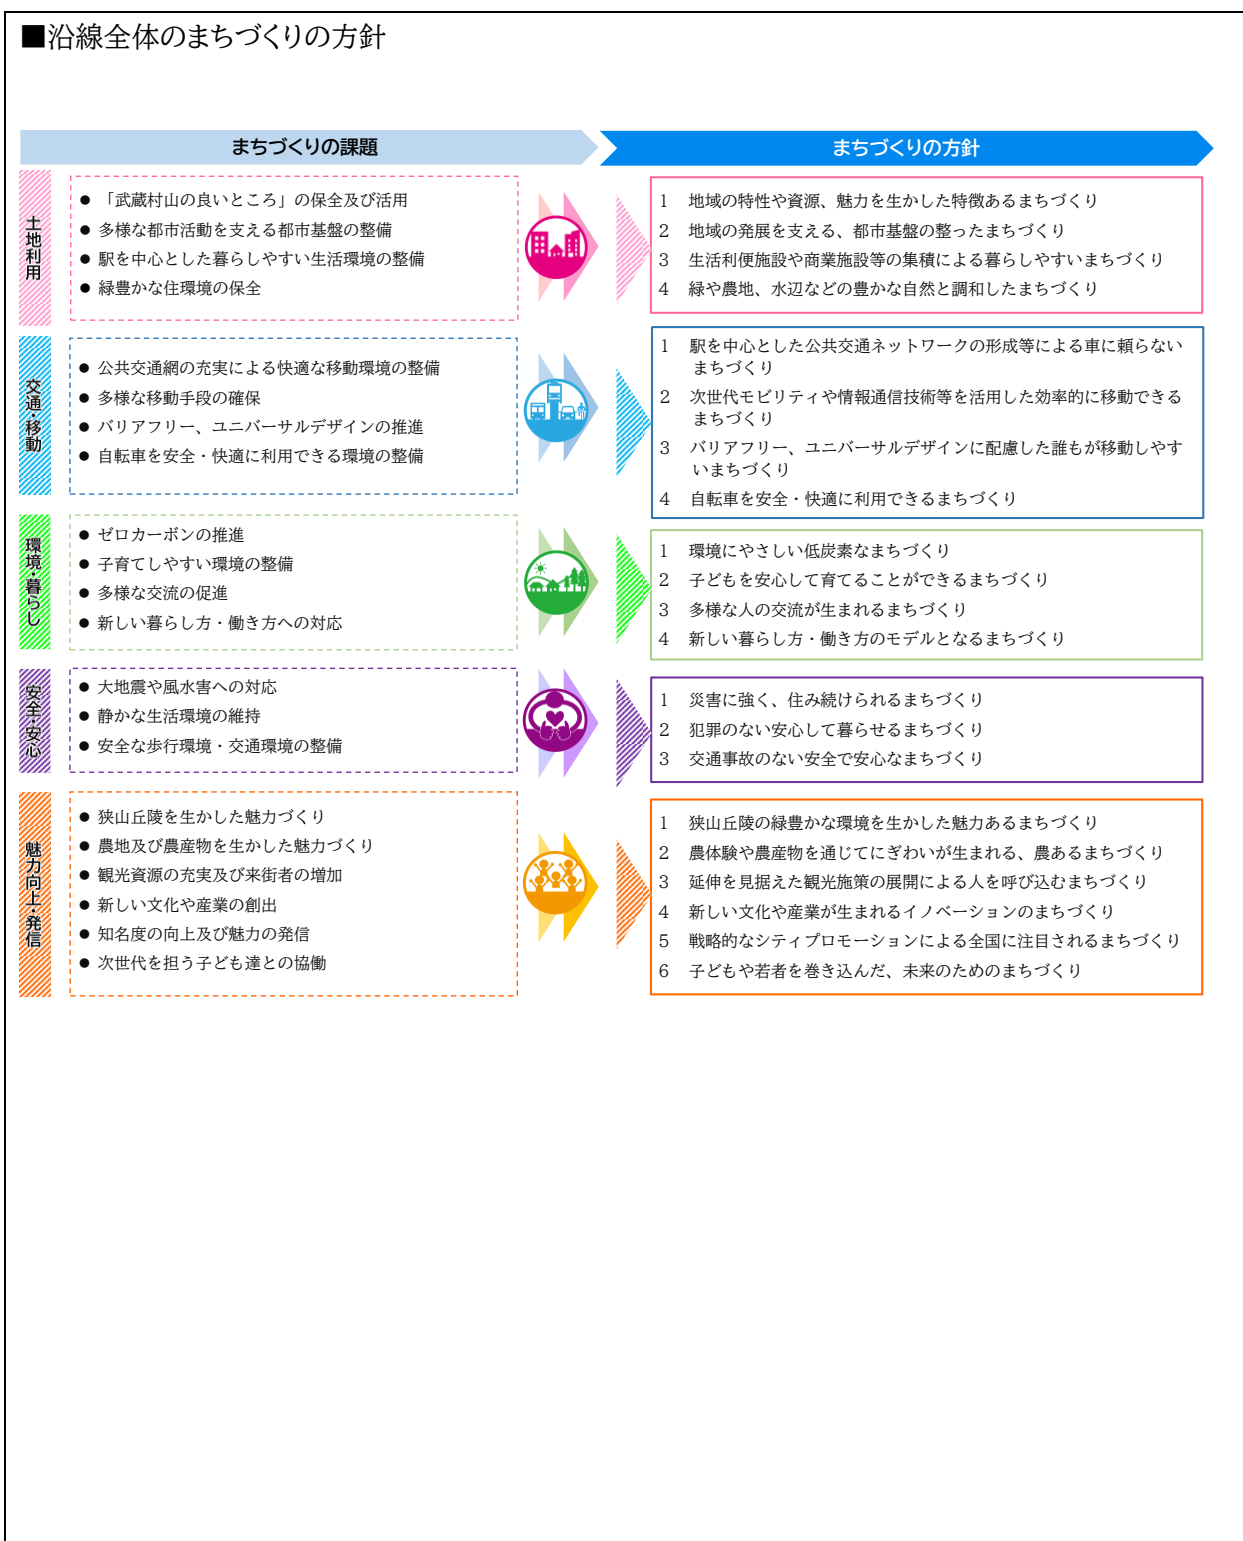 ■沿線全体のまちづくりの方針
まちづくりの課題
まちづくりの方針
土地利用
● 「武蔵村山の良いところ」の保全及び活用
● 多様な都市活動を支える都市基盤の整備
● 駅を中心とした暮らしやすい生活環境の整備
● 緑豊かな住環境の保全
1 地域の特性や資源、魅力を生かした特徴あるまちづくり
2 地域の発展を支える、都市基盤の整ったまちづくり
3 生活利便施設や商業施設等の集積による暮らしやすいまちづくり
4 緑や農地、水辺などの豊かな自然と調和したまちづくり
交通・移動
● 公共交通網の充実による快適な移動環境の整備
● 多様な移動手段の確保
● バリアフリー、ユニバーサルデザインの推進
● 自転車を安全・快適に利用できる環境の整備
1 駅を中心とした公共交通ネットワークの形成等による車に頼らない
まちづくり
2 次世代モビリティや情報通信技術等を活用した効率的に移動できる
まちづくり
3 バリアフリー、ユニバーサルデザインに配慮した誰もが移動しやす
いまちづくり
4 自転車を安全・快適に利用できるまちづくり
環境・暮らし
● ゼロカーボンの推進
● 子育てしやすい環境の整備
● 多様な交流の促進
● 新しい暮らし方・働き方への対応
1 環境にやさしい低炭素なまちづくり
2 子どもを安心して育てることができるまちづくり
3 多様な人の交流が生まれるまちづくり
4 新しい暮らし方・働き方のモデルとなるまちづくり
安全・安心
● 大地震や風水害への対応
● 静かな生活環境の維持
● 安全な歩行環境・交通環境の整備
1 災害に強く、住み続けられるまちづくり
2 犯罪のない安心して暮らせるまちづくり
3 交通事故のない安全で安心なまちづくり
魅力向上・発信
● 狭山丘陵を生かした魅力づくり
● 農地及び農産物を生かした魅力づくり
● 観光資源の充実及び来街者の増加
● 新しい文化や産業の創出
● 知名度の向上及び魅力の発信
● 次世代を担う子ども達との協働
1 狭山丘陵の緑豊かな環境を生かした魅力あるまちづくり
2 農体験や農産物を通じてにぎわいが生まれる、農あるまちづくり
3 延伸を見据えた観光施策の展開による人を呼び込むまちづくり
4 新しい文化や産業が生まれるイノベーションのまちづくり
5 戦略的なシティプロモーションによる全国に注目されるまちづくり
6 子どもや若者を巻き込んだ、未来のためのまちづくり